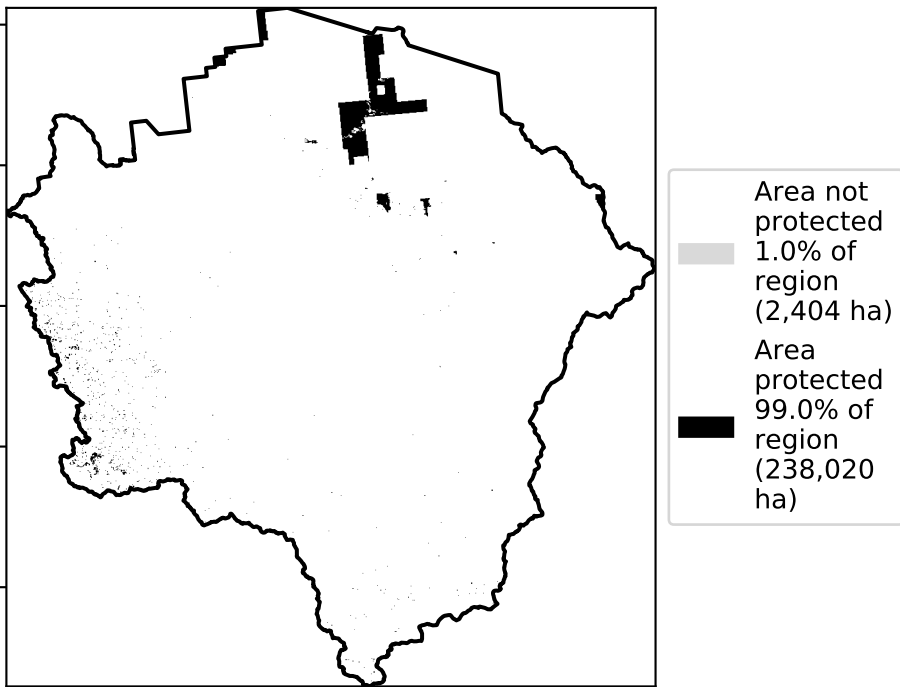 Area not
protected
1.0% of
region
(2,404 ha)
Area
protected
99.0% of
region
(238,020
ha)